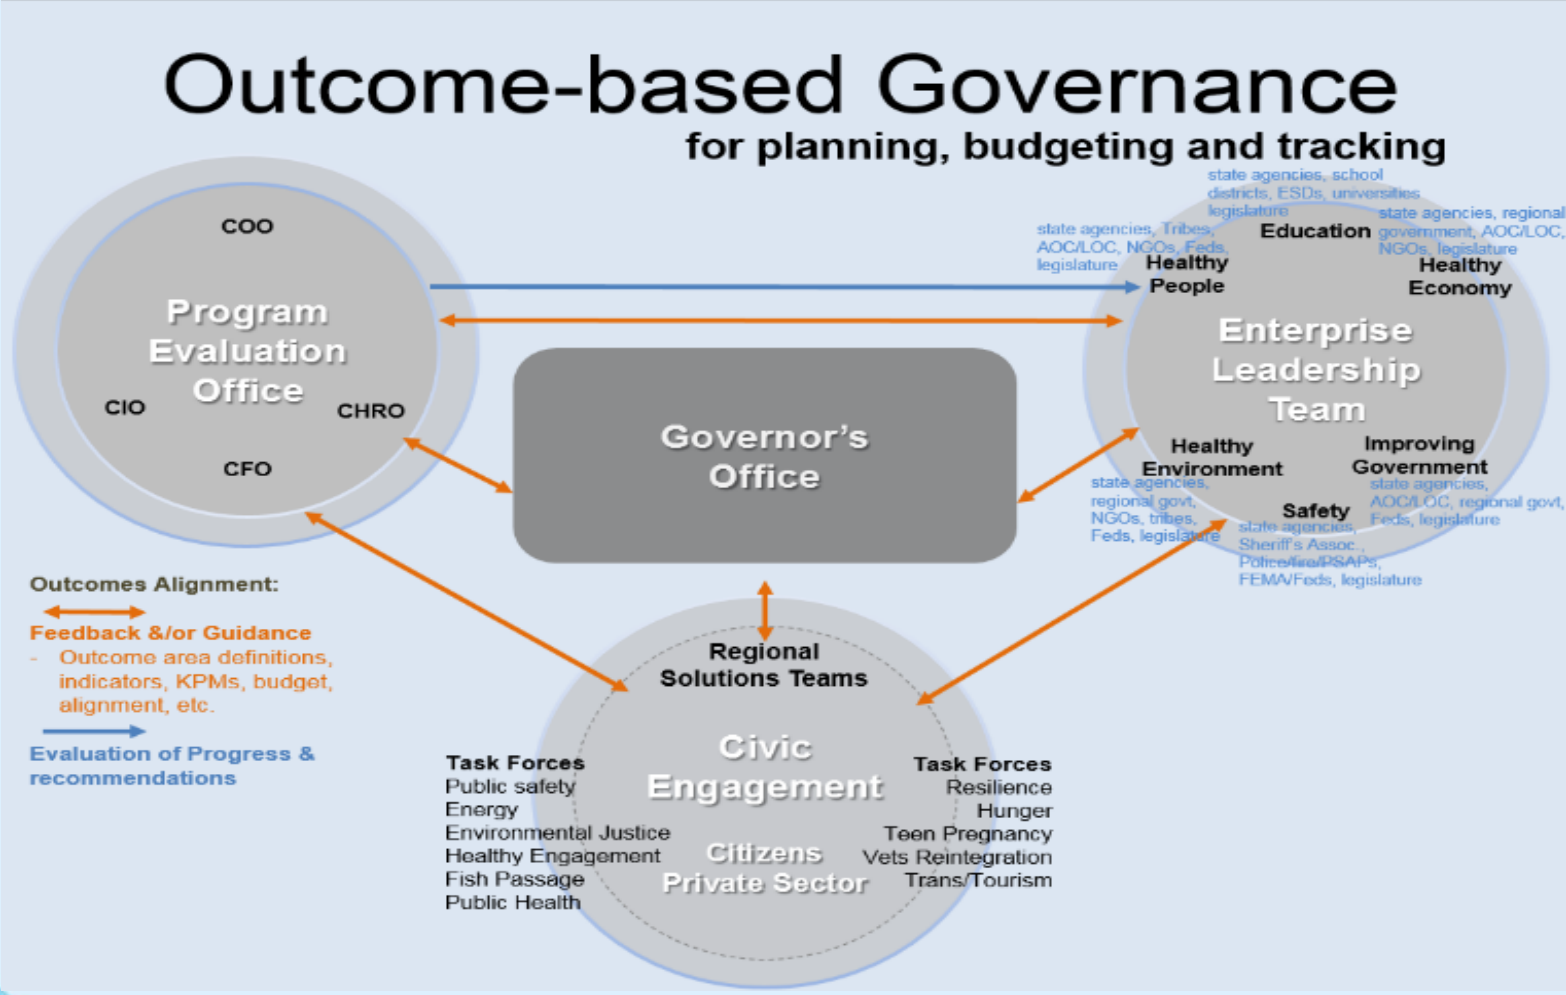 Outcome-based Governance
for planning, budgeting and tracking
COO
Program
Evaluation
Office
CIO
CHRO
CFO
state agencies, school
districts, ESDs, universities
legislature
Education
state agencies, regional
government, AOC/LOC,
NGOs, legislature
Healthy
Economy
state agencies, Tribes,
AOC/LOC, NGOs, Feds,
legislature
Healthy
People
Enterprise
Leadership
Team
Healthy
Environment
state agencies,
regional govt,
NGOs, tribes,
Feds, legislature
Improving
Government
state agencies,
AOC/LOC, regional govt,
Feds, legislature
Safety
state agencies,
Sheriff's Assoc.,
Police/fire/PSAPs,
FEMA/Feds, legislature
Governor's
Office
Outcomes Alignment:
Feedback &/or Guidance
- Outcome area definitions,
indicators, KPMs, budget,
alignment, etc.
Evaluation of Progress &
recommendations
Regional
Solutions Teams
Civic
Engagement
Citizens
Private Sector
Task Forces
Public safety
Energy
Environmental Justice
Healthy Engagement
Fish Passage
Public Health
Task Forces
Resilience
Hunger
Teen Pregnancy
Vets Reintegration
Trans/Tourism